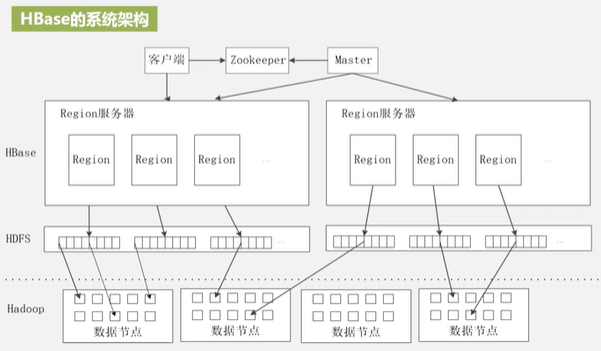 HBase的系统架构
客户端 Zookeeper Master
Region服务器 Region服务器
HBase
Region Region Region ... Region Region Region ...
HDFS ... ...
Hadoop
数据节点 数据节点 数据节点 数据节点